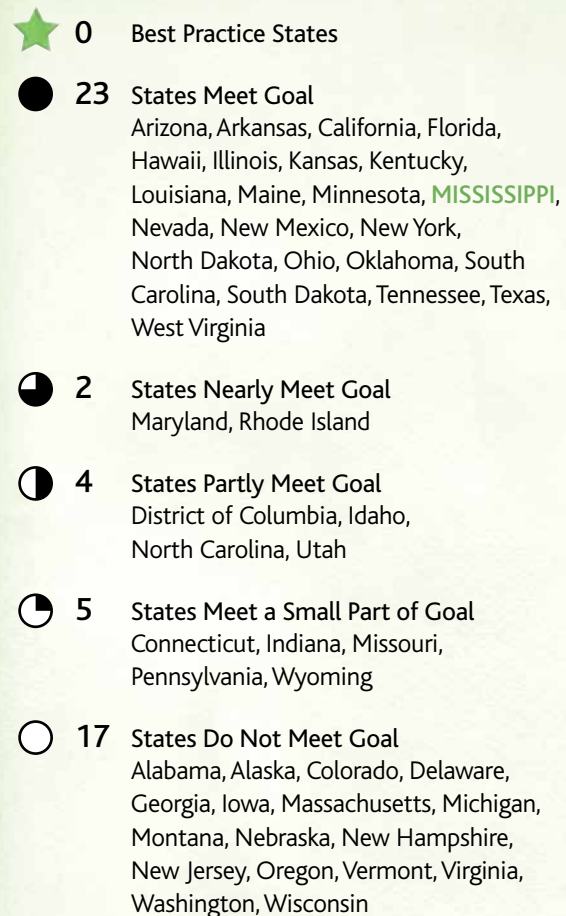 0 Best Practice States
23 States Meet Goal
Arizona, Arkansas, California, Florida,
Hawaii, Illinois, Kansas, Kentucky,
Louisiana, Maine, Minnesota, MISSISSIPPI,
Nevada, New Mexico, New York,
North Dakota, Ohio, Oklahoma, South
Carolina, South Dakota, Tennessee, Texas,
West Virginia
2 States Nearly Meet Goal
Maryland, Rhode Island
4 States Partly Meet Goal
District of Columbia, Idaho,
North Carolina, Utah
5 States Meet a Small Part of Goal
Connecticut, Indiana, Missouri,
Pennsylvania, Wyoming
17 States Do Not Meet Goal
Alabama, Alaska, Colorado, Delaware,
Georgia, Iowa, Massachusetts, Michigan,
Montana, Nebraska, New Hampshire,
New Jersey, Oregon, Vermont, Virginia,
Washington, Wisconsin